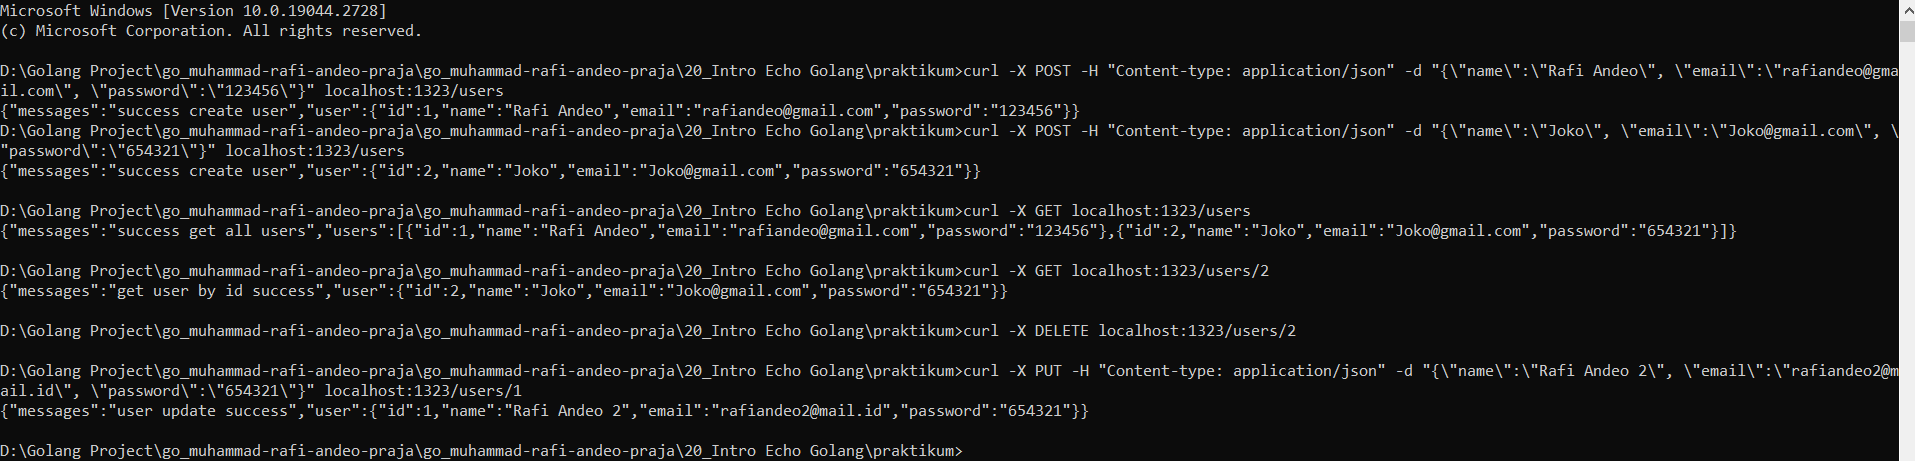 Microsoft Windows [Version 10.0.19044.2728]
(c) Microsoft Corporation. All rights reserved.
D:\Golang Project\go_muhammad-rafi-andeo-praja\go_muhammad-rafi-andeo-praja\20_Intro Echo Golang\praktikum>curl -X POST -H "Content-type: application/json" -d "{\"name\":\"Rafi Andeo\", \"email\":\"rafiandeo@gma
il.com\", \"password\":\"123456\"}" localhost:1323/users
{"messages":"success create user","user":{"id":1,"name":"Rafi Andeo","email":"rafiandeo@gmail.com","password":"123456"}}
D:\Golang Project\go_muhammad-rafi-andeo-praja\go_muhammad-rafi-andeo-praja\20_Intro Echo Golang\praktikum>curl -X POST -H "Content-type: application/json" -d "{\"name\":\"Joko\", \"email\":\"Joko@gmail.com\", \
"password\":\"654321\"}" localhost:1323/users
{"messages":"success create user","user":{"id":2,"name":"Joko","email":"Joko@gmail.com","password":"654321"}}
D:\Golang Project\go_muhammad-rafi-andeo-praja\go_muhammad-rafi-andeo-praja\20_Intro Echo Golang\praktikum>curl -X GET localhost:1323/users
{"messages":"success get all users","users":[{"id":1,"name":"Rafi Andeo","email":"rafiandeo@gmail.com","password":"123456"},{"id":2,"name":"Joko","email":"Joko@gmail.com","password":"654321"}]}
D:\Golang Project\go_muhammad-rafi-andeo-praja\go_muhammad-rafi-andeo-praja\20_Intro Echo Golang\praktikum>curl -X GET localhost:1323/users/2
{"messages":"get user by id success","user":{"id":2,"name":"Joko","email":"Joko@gmail.com","password":"654321"}}
D:\Golang Project\go_muhammad-rafi-andeo-praja\go_muhammad-rafi-andeo-praja\20_Intro Echo Golang\praktikum>curl -X DELETE localhost:1323/users/2
D:\Golang Project\go_muhammad-rafi-andeo-praja\go_muhammad-rafi-andeo-praja\20_Intro Echo Golang\praktikum>curl -X PUT -H "Content-type: application/json" -d "{\"name\":\"Rafi Andeo 2\", \"email\":\"rafiandeo2@m
ail.id\", \"password\":\"654321\"}" localhost:1323/users/1
{"messages":"user update success","user":{"id":1,"name":"Rafi Andeo 2","email":"rafiandeo2@mail.id","password":"654321"}}
D:\Golang Project\go_muhammad-rafi-andeo-praja\go_muhammad-rafi-andeo-praja\20_Intro Echo Golang\praktikum>